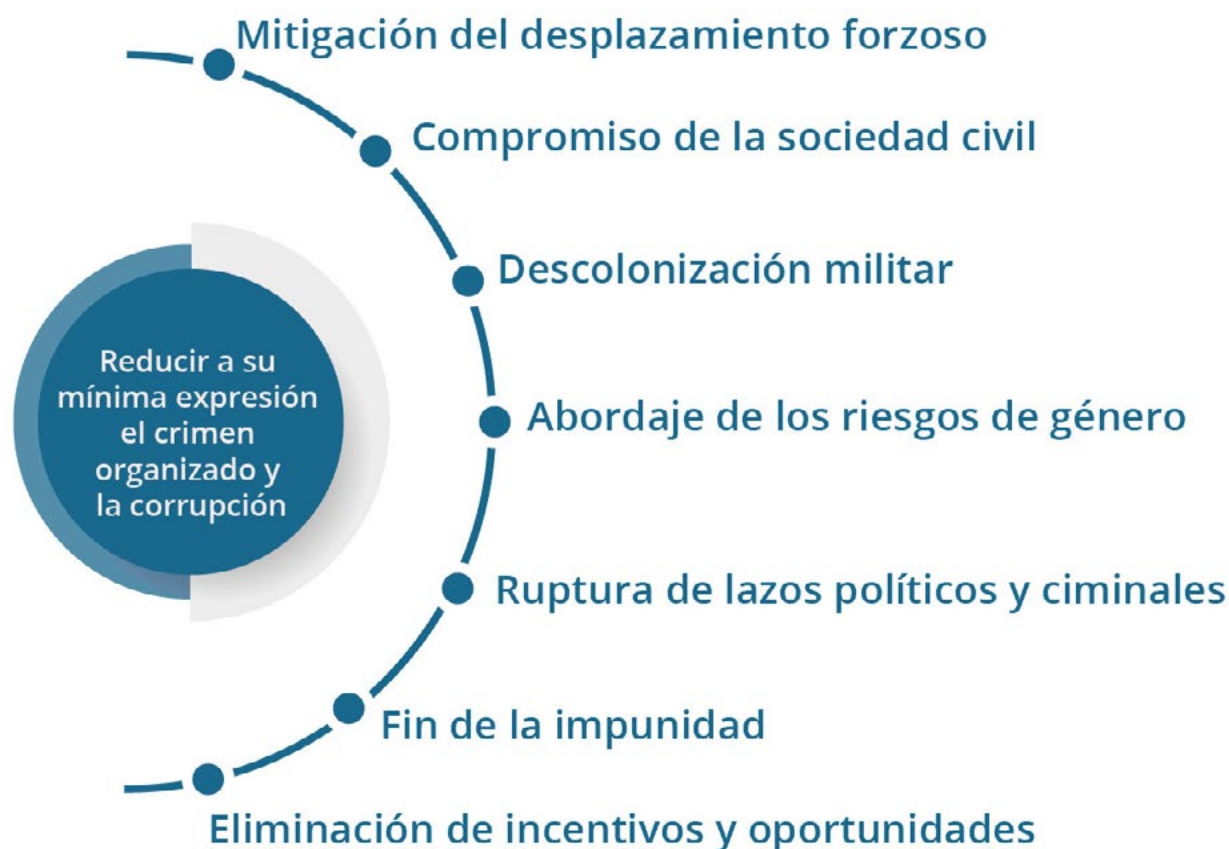 Mitigación del desplazamiento forzoso
Compromiso de la sociedad civil
Descolonización militar
Abordaje de los riesgos de género
Ruptura de lazos políticos y ciminales
Fin de la impunidad
Eliminación de incentivos y oportunidades
Reducir a su
mínima expresión
el crimen
organizado y
la corrupción